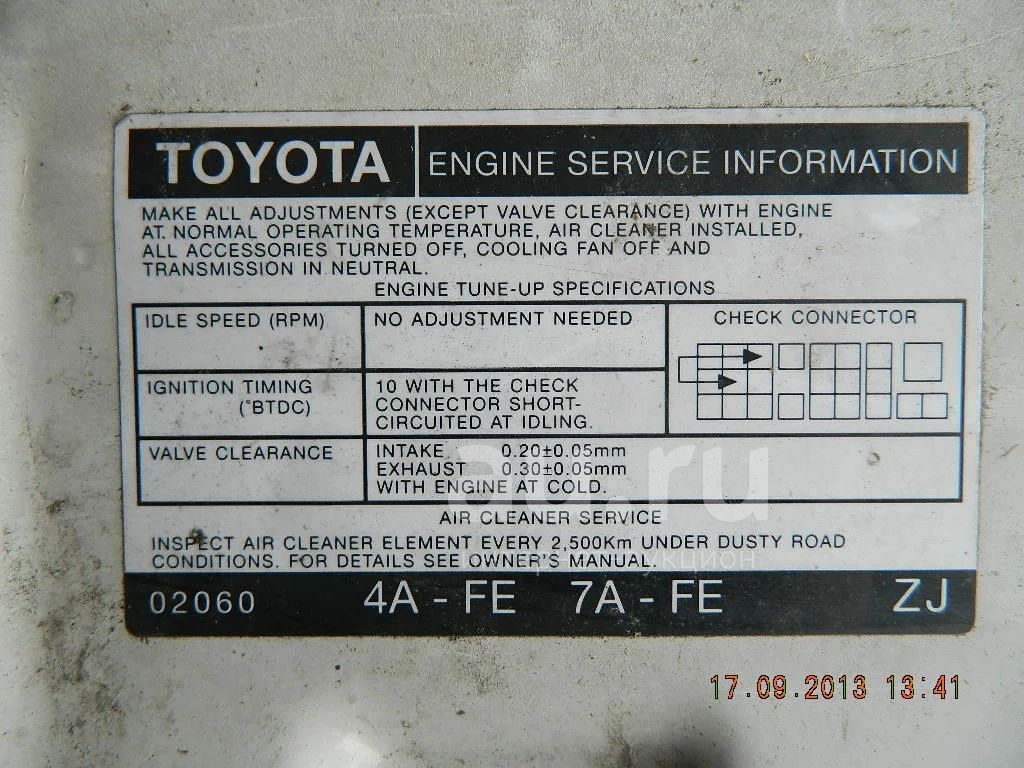 TOYOTA ENGINE SERVICE INFORMATION
MAKE ALL ADJUSTMENTS (EXCEPT VALVE CLEARANCE) WITH ENGINE
AT NORMAL OPERATING TEMPERATURE, AIR CLEANER INSTALLED,
ALL ACCESSORIES TURNED OFF, COOLING FAN OFF AND
TRANSMISSION IN NEUTRAL.
ENGINE TUNE-UP SPECIFICATIONS
IDLE SPEED (RPM) NO ADJUSTMENT NEEDED CHECK CONNECTOR
IGNITION TIMING 10 WITH THE CHECK
(°BTDC) CONNECTOR SHORT-
CIRCUITED AT IDLING.
VALVE CLEARANCE INTAKE 0.20±0.05mm
EXHAUST 0.30±0.05mm
WITH ENGINE AT COLD.
AIR CLEANER SERVICE
INSPECT AIR CLEANER ELEMENT EVERY 2,500Km UNDER DUSTY ROAD
CONDITIONS. FOR DETAILS SEE OWNER'S MANUAL.
02060 4A - FE 7A - FE ZJ
17.09.2013 13:41